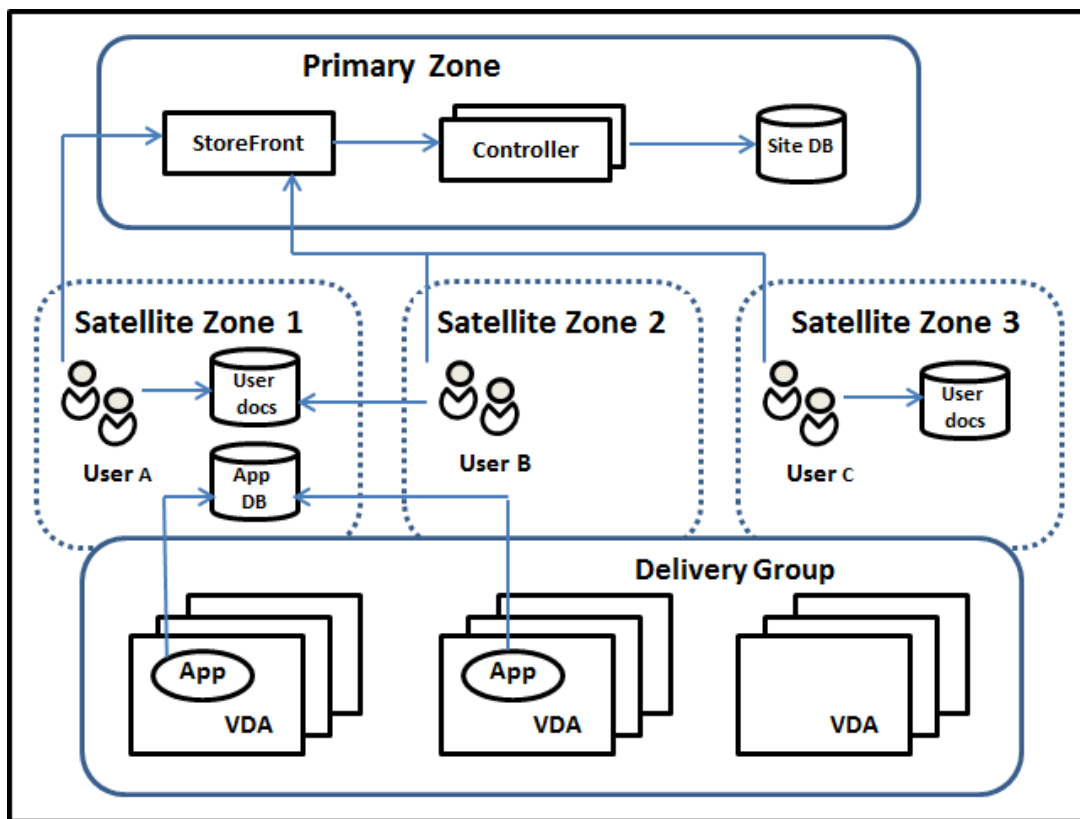 Primary Zone
StoreFront
Controller
Site DB
Satellite Zone 1
Satellite Zone 2
Satellite Zone 3
User
docs
User A
App
DB
User B
User
docs
User C
Delivery Group
App
VDA
App
VDA
VDA